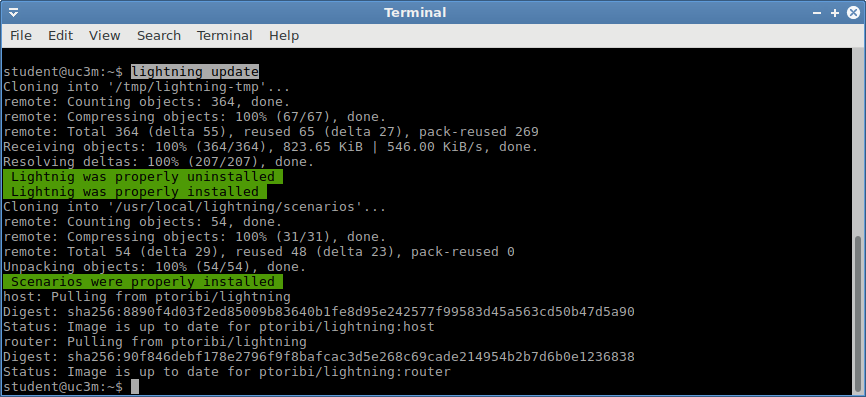 Terminal
File Edit View Search Terminal Help
student@uc3m:~$ lightning update
Cloning into '/tmp/lightning-tmp'...
remote: Counting objects: 364, done.
remote: Compressing objects: 100% (67/67), done.
remote: Total 364 (delta 55), reused 65 (delta 27), pack-reused 269
Receiving objects: 100% (364/364), 823.65 KiB | 546.00 KiB/s, done.
Resolving deltas: 100% (207/207), done.
Lightnig was properly uninstalled
Lightnig was properly installed
Cloning into '/usr/local/lightning/scenarios'...
remote: Counting objects: 54, done.
remote: Compressing objects: 100% (31/31), done.
remote: Total 54 (delta 29), reused 48 (delta 23), pack-reused 0
Unpacking objects: 100% (54/54), done.
Scenarios were properly installed
host: Pulling from ptoribi/lightning
Digest: sha256:8890f4d03f2ed85009b83640b1fe8d95e242577f99583d45a563cd50b47d5a90
Status: Image is up to date for ptoribi/lightning:host
router: Pulling from ptoribi/lightning
Digest: sha256:90f846debf178e2796f9f8bafcac3d5e268c69cade214954b2b7d6b0e1236838
Status: Image is up to date for ptoribi/lightning:router
student@uc3m:~$